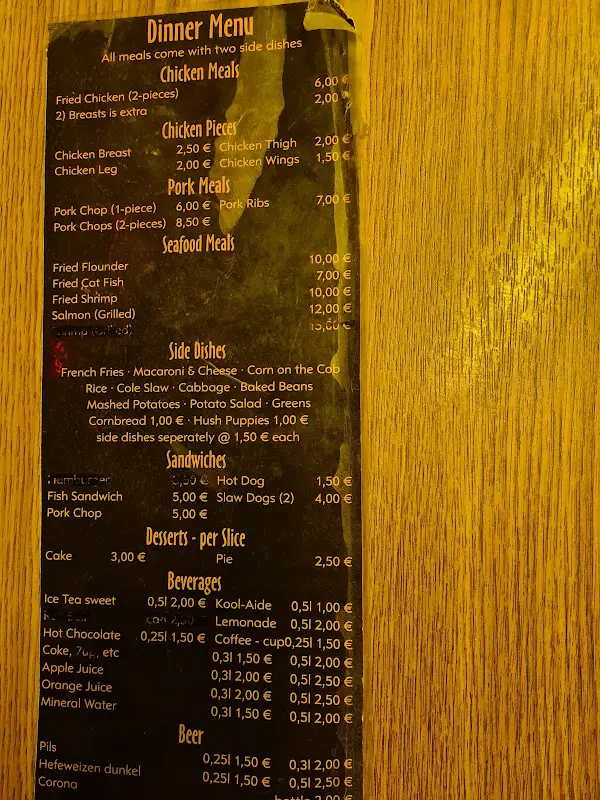 Dinner Menu
All meals come with two side dishes
Chicken Meals
Fried Chicken (2-pieces) 6,00 €
2) Breasts is extra 2,00 €
Chicken Pieces
Chicken Breast 2,50 € Chicken Thigh 2,00 €
Chicken Leg 2,00 € Chicken Wings 1,50 €
Pork Meals
Pork Chop (1-piece) 6,00 € Pork Ribs 7,00 €
Pork Chops (2-pieces) 8,50 €
Seafood Meals
Fried Flounder 10,00 €
Fried Cat Fish 7,00 €
Fried Shrimp 10,00 €
Salmon (Grilled) 12,00 €
Shrimp (Grilled) 13,00 €
Side Dishes
French Fries · Macaroni & Cheese · Corn on the Cob
Rice · Cole Slaw · Cabbage · Baked Beans
Mashed Potatoes · Potato Salad · Greens
Cornbread 1,00 € · Hush Puppies 1,00 €
side dishes seperately @ 1,50 € each
Sandwiches
Hamburger Hot Dog 1,50 €
Fish Sandwich 5,00 € Slaw Dogs (2) 4,00 €
Pork Chop 5,00 €
Desserts - per Slice
Cake 3,00 € Pie 2,50 €
Beverages
Ice Tea sweet 0,5l 2,00 € Kool-Aide 0,5l 1,00 €
can Lemonade 0,5l 2,00 €
Hot Chocolate 0,25l 1,50 € Coffee - cup 0,25l 1,50 €
Coke, 7up, etc 0,3l 1,50 € 0,5l 2,00 €
Apple Juice 0,3l 2,00 € 0,5l 2,50 €
Orange Juice 0,3l 2,00 € 0,5l 2,50 €
Mineral Water 0,3l 1,50 € 0,5l 2,00 €
Beer
Pils 0,25l 1,50 € 0,3l 2,00 €
Hefeweizen dunkel 0,25l 1,50 € 0,5l 2,50 €
Corona bottle